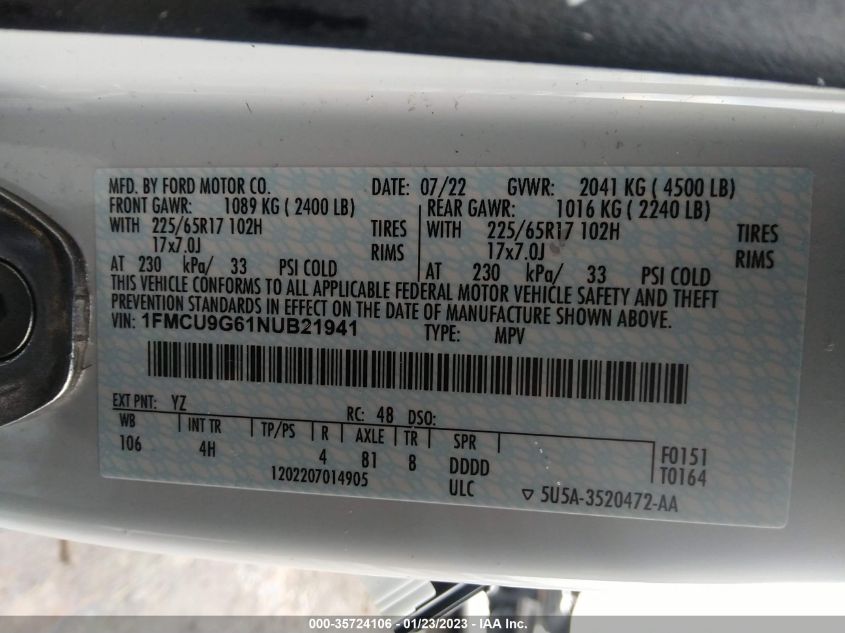 MFD. BY FORD MOTOR CO. DATE: 07/22 GVWR: 2041 KG ( 4500 LB)
FRONT GAWR: 1089 KG ( 2400 LB) REAR GAWR: 1016 KG ( 2240 LB)
WITH 225/65R17 102H TIRES WITH 225/65R17 102H TIRES
17x7.0J RIMS 17x7.0J RIMS
AT 230 kPa/ 33 PSI COLD AT 230 kPa/ 33 PSI COLD
THIS VEHICLE CONFORMS TO ALL APPLICABLE FEDERAL MOTOR VEHICLE SAFETY AND THEFT
PREVENTION STANDARDS IN EFFECT ON THE DATE OF MANUFACTURE SHOWN ABOVE.
VIN: 1FMCU9G61NUB21941 TYPE: MPV
EXT PNT: YZ RC: 48 DSO:
WB INT TR TP/PS R AXLE TR SPR
106 4H 4 81 8 DDDD F0151
T0164
1202207014905 ULC ▽ 5U5A-3520472-AA
000-35724106 — 01/23/2023 — IAA Inc.